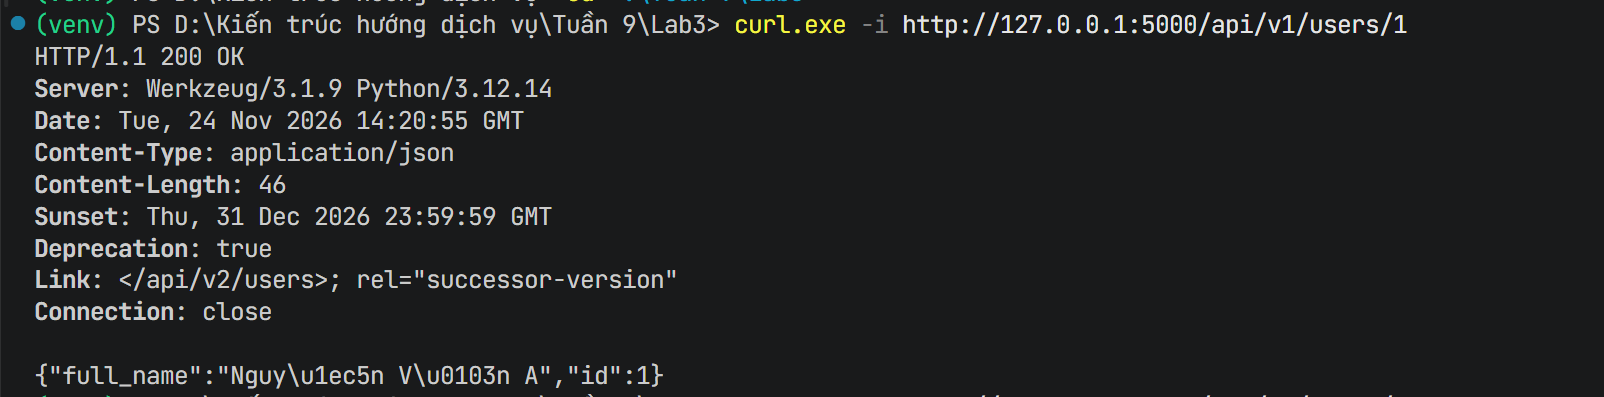 (venv) PS D:\Kiến trúc hướng dịch vụ\Tuần 9\Lab3> curl.exe -i http://127.0.0.1:5000/api/v1/users/1
HTTP/1.1 200 OK
Server: Werkzeug/3.1.9 Python/3.12.14
Date: Tue, 24 Nov 2026 14:20:55 GMT
Content-Type: application/json
Content-Length: 46
Sunset: Thu, 31 Dec 2026 23:59:59 GMT
Deprecation: true
Link: </api/v2/users>; rel="successor-version"
Connection: close
{"full_name":"Nguy\u1ec5n V\u0103n A","id":1}